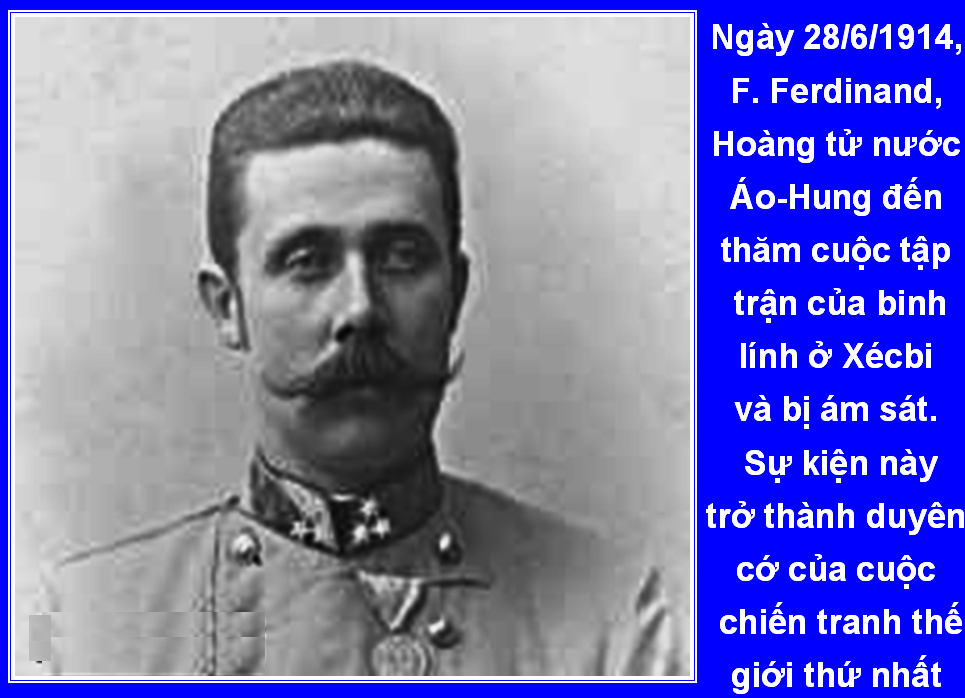 Ngày 28/6/1914,
F. Ferdinand,
Hoàng tử nước
Áo-Hung đến
thăm cuộc tập
trận của binh
lính ở Xécbi
và bị ám sát.
Sự kiện này
trở thành duyên
cớ của cuộc
chiến tranh thế
giới thứ nhất